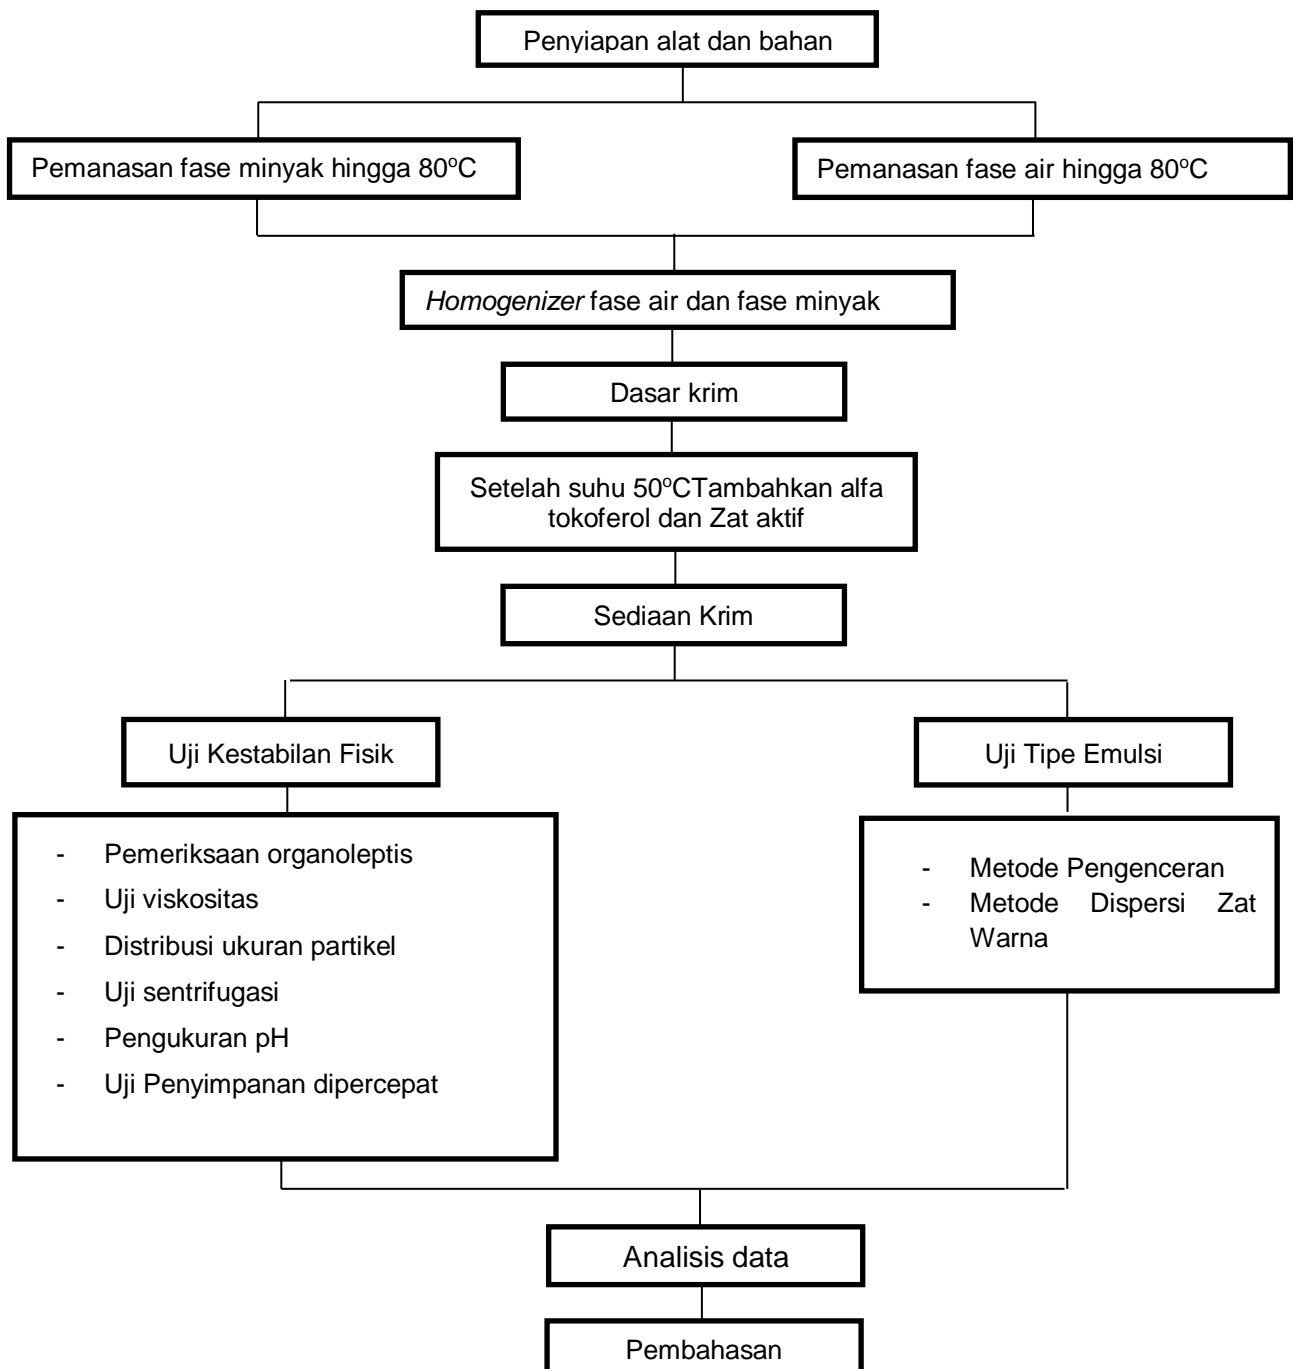 Penyiapan alat dan bahan
Pemanasan fase minyak hingga 80ºC
Pemanasan fase air hingga 80ºC
Homogenizer fase air dan fase minyak
Dasar krim
Setelah suhu 50ºCTambahkan alfa
tokoferol dan Zat aktif
Sediaan Krim
Uji Kestabilan Fisik
Uji Tipe Emulsi
- Pemeriksaan organoleptis
- Uji viskositas
- Distribusi ukuran partikel
- Uji sentrifugasi
- Pengukuran pH
- Uji Penyimpanan dipercepat
- Metode Pengenceran
- Metode Dispersi Zat
Warna
Analisis data
Pembahasan